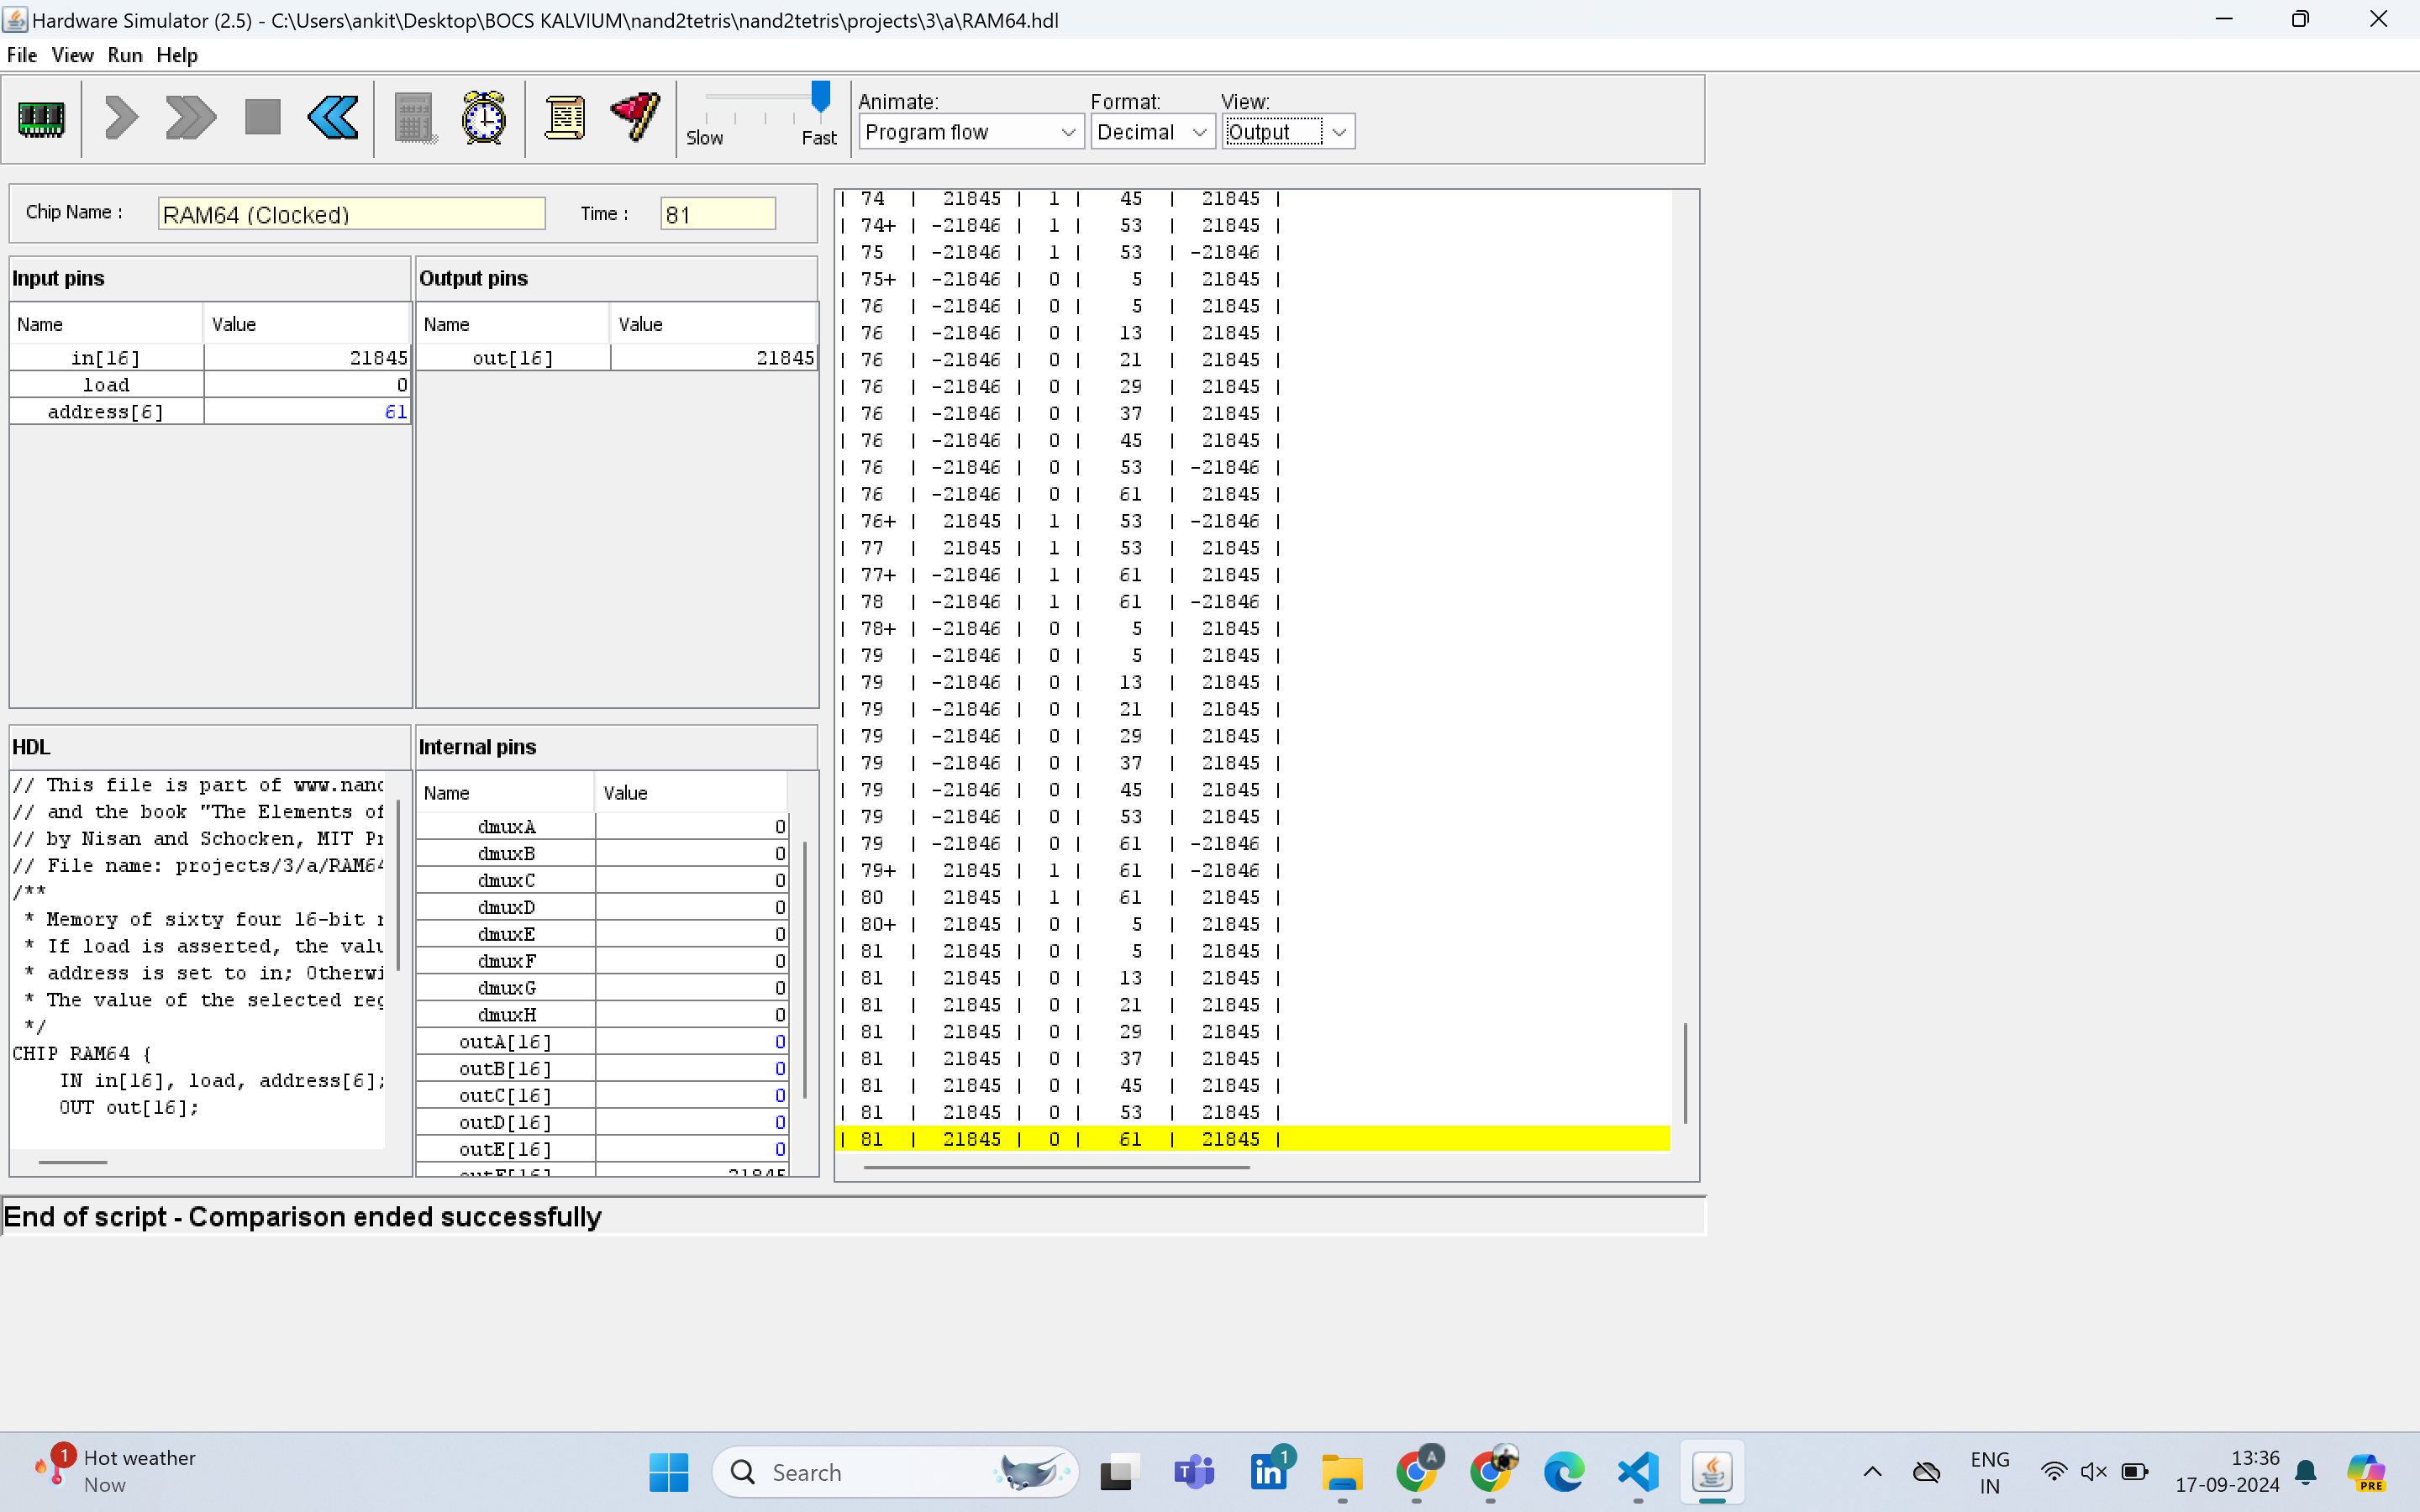 Hardware Simulator (2.5) - C:\Users\ankit\Desktop\BOCS KALVIUM\nand2tetris\nand2tetris\projects\3\a\RAM64.hdl
File View Run Help
Slow Fast
Animate: Format: View:
Program flow Decimal Output
Chip Name : RAM64 (Clocked) Time : 81
Input pins
Name Value
in[16] 21845
load 0
address[6] 61
Output pins
Name Value
out[16] 21845
HDL
// This file is part of www.nand
// and the book "The Elements of
// by Nisan and Schocken, MIT Pr
// File name: projects/3/a/RAM64
/**
* Memory of sixty four 16-bit r
* If load is asserted, the valu
* address is set to in; Otherwi
* The value of the selected reg
*/
CHIP RAM64 {
IN in[16], load, address[6];
OUT out[16];
Internal pins
Name Value
dmuxA 0
dmuxB 0
dmuxC 0
dmuxD 0
dmuxE 0
dmuxF 0
dmuxG 0
dmuxH 0
outA[16] 0
outB[16] 0
outC[16] 0
outD[16] 0
outE[16] 0
outF[16] 21845
| 74 | 21845 | 1 | 45 | 21845 |
| 74+ | -21846 | 1 | 53 | 21845 |
| 75 | -21846 | 1 | 53 | -21846 |
| 75+ | -21846 | 0 | 5 | 21845 |
| 76 | -21846 | 0 | 5 | 21845 |
| 76 | -21846 | 0 | 13 | 21845 |
| 76 | -21846 | 0 | 21 | 21845 |
| 76 | -21846 | 0 | 29 | 21845 |
| 76 | -21846 | 0 | 37 | 21845 |
| 76 | -21846 | 0 | 45 | 21845 |
| 76 | -21846 | 0 | 53 | -21846 |
| 76 | -21846 | 0 | 61 | 21845 |
| 76+ | 21845 | 1 | 53 | -21846 |
| 77 | 21845 | 1 | 53 | 21845 |
| 77+ | -21846 | 1 | 61 | 21845 |
| 78 | -21846 | 1 | 61 | -21846 |
| 78+ | -21846 | 0 | 5 | 21845 |
| 79 | -21846 | 0 | 5 | 21845 |
| 79 | -21846 | 0 | 13 | 21845 |
| 79 | -21846 | 0 | 21 | 21845 |
| 79 | -21846 | 0 | 29 | 21845 |
| 79 | -21846 | 0 | 37 | 21845 |
| 79 | -21846 | 0 | 45 | 21845 |
| 79 | -21846 | 0 | 53 | 21845 |
| 79 | -21846 | 0 | 61 | -21846 |
| 79+ | 21845 | 1 | 61 | -21846 |
| 80 | 21845 | 1 | 61 | 21845 |
| 80+ | 21845 | 0 | 5 | 21845 |
| 81 | 21845 | 0 | 5 | 21845 |
| 81 | 21845 | 0 | 13 | 21845 |
| 81 | 21845 | 0 | 21 | 21845 |
| 81 | 21845 | 0 | 29 | 21845 |
| 81 | 21845 | 0 | 37 | 21845 |
| 81 | 21845 | 0 | 45 | 21845 |
| 81 | 21845 | 0 | 53 | 21845 |
| 81 | 21845 | 0 | 61 | 21845 |
End of script - Comparison ended successfully
1
Hot weather
Now
Search
1
A
ENG
IN
13:36
17-09-2024
PRE